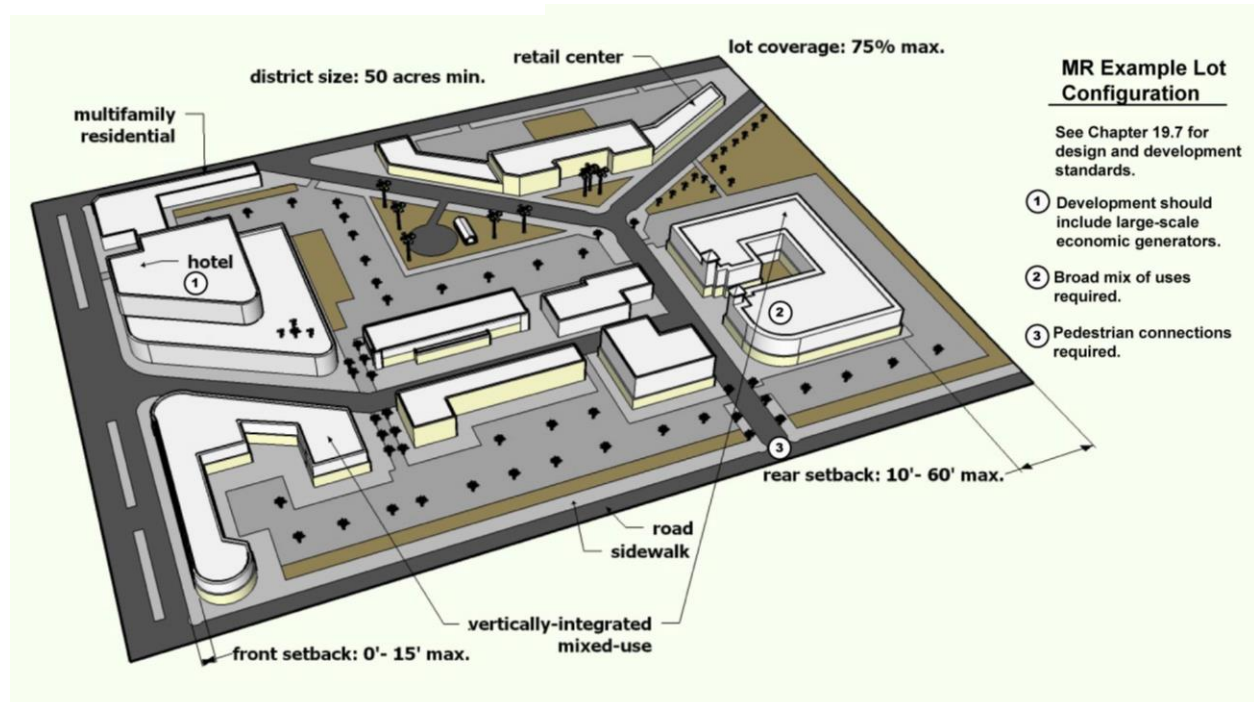 retail center
lot coverage: 75% max.
district size: 50 acres min.
multifamily
residential
hotel
1
2
3
rear setback: 10'- 60' max.
road
sidewalk
vertically-integrated
mixed-use
front setback: 0'- 15' max.
MR Example Lot
Configuration
See Chapter 19.7 for
design and development
standards.
1 Development should
include large-scale
economic generators.
2 Broad mix of uses
required.
3 Pedestrian connections
required.